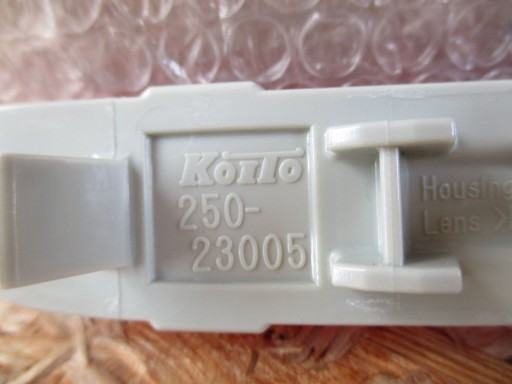 KOITO
250-
23005
Housing
Lens >